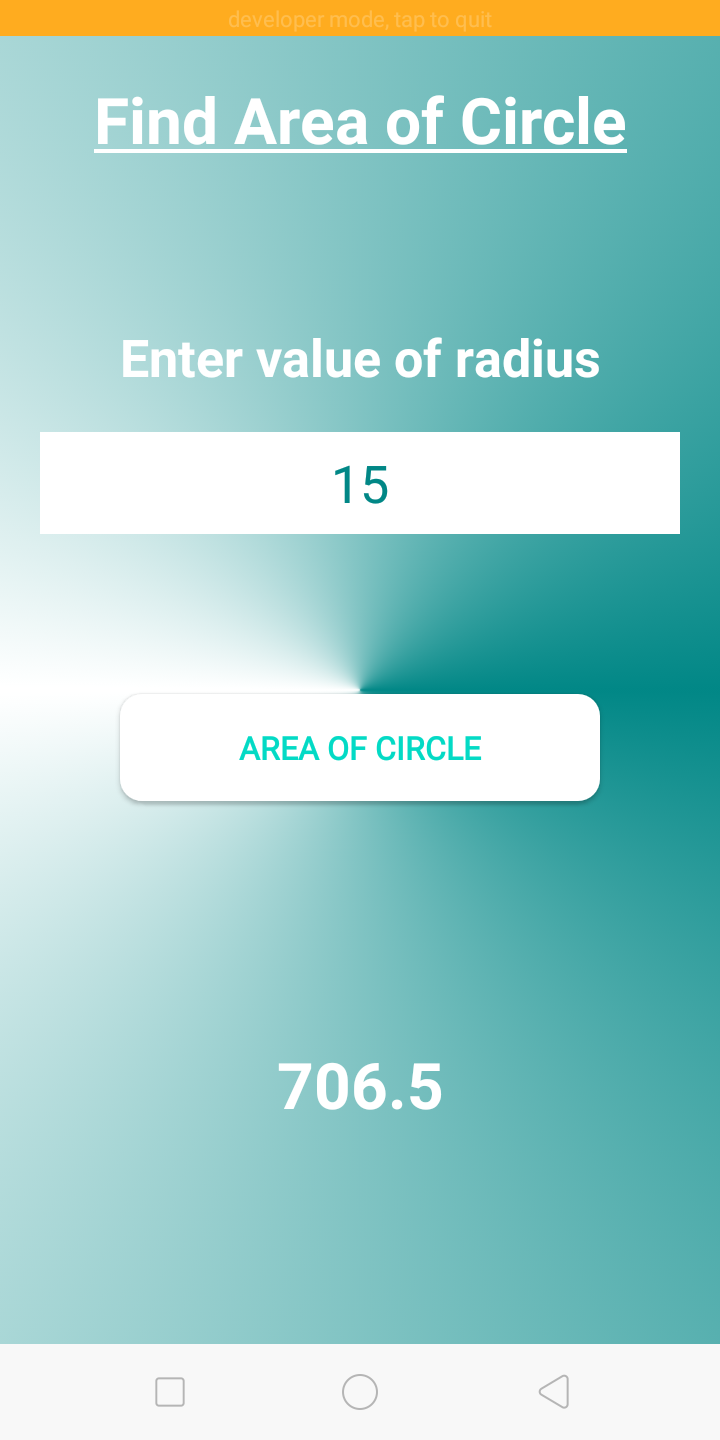 developer mode, tap to quit
Find Area of Circle
Enter value of radius
15
AREA OF CIRCLE
706.5